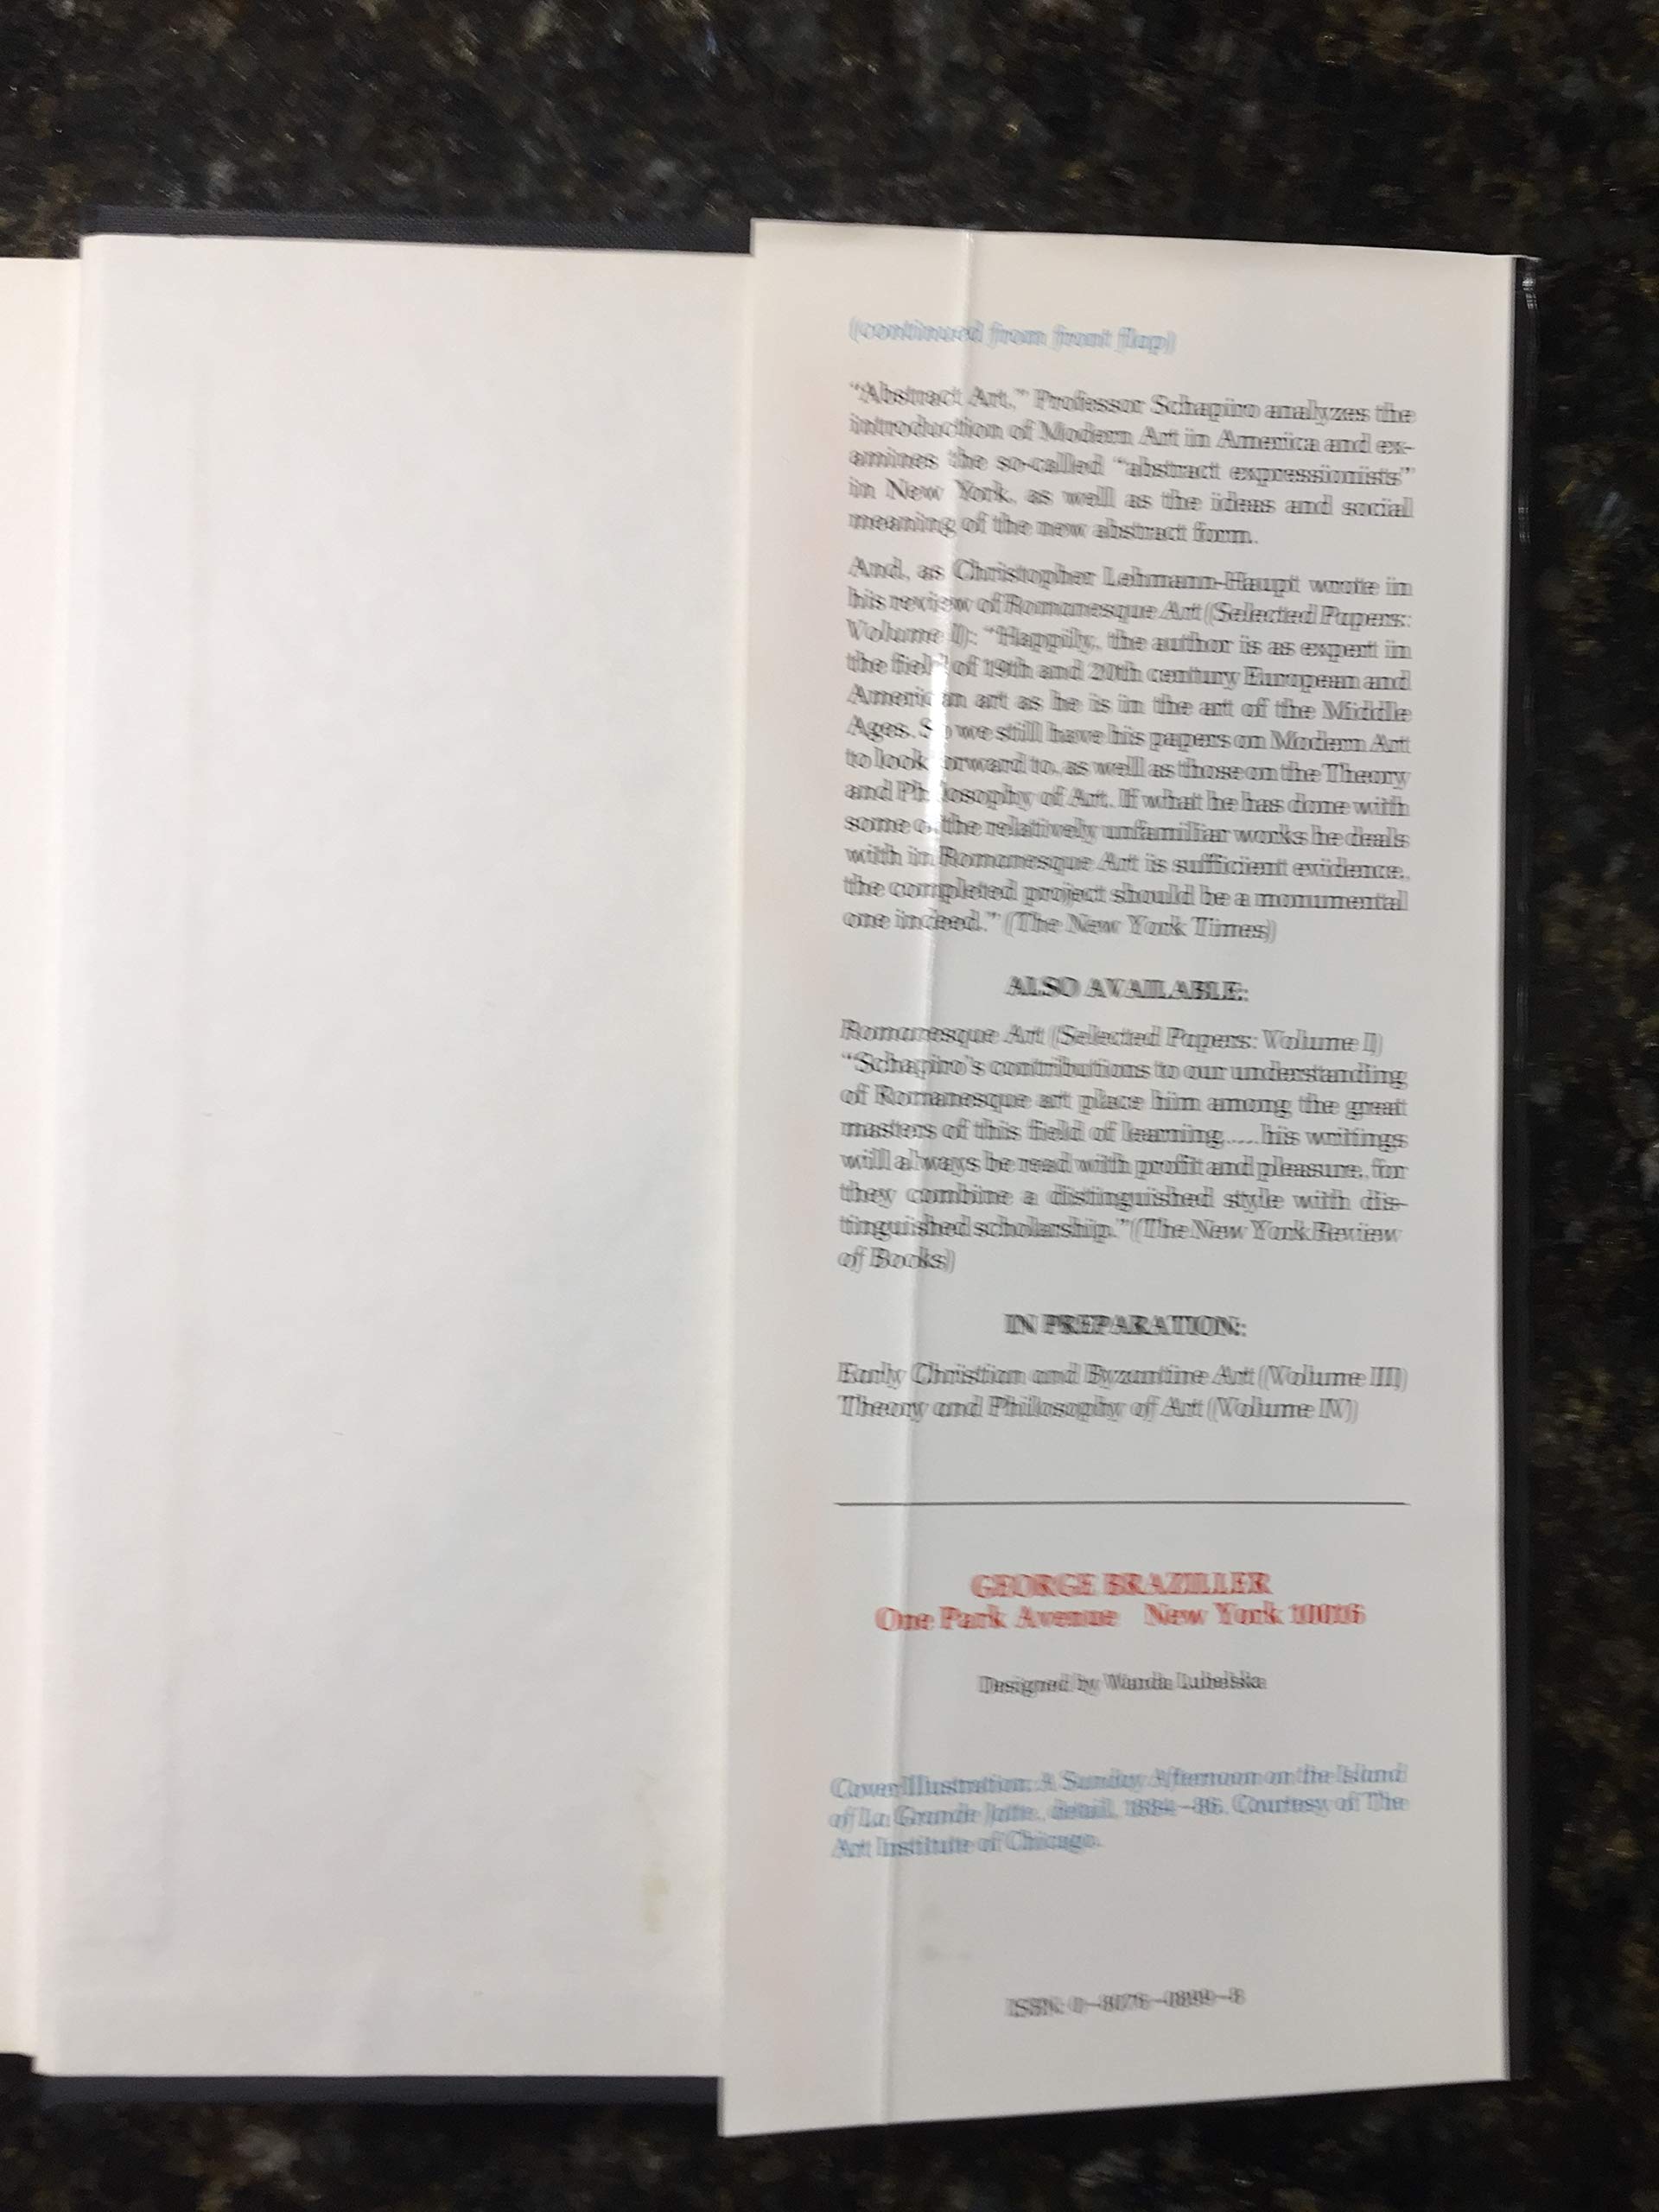 (continued from front flap)
“Abstract Art,” Professor Schapiro analyzes the
introduction of Modern Art in America and ex-
amines the so-called “abstract expressionists”
in New York, as well as the ideas and social
meaning of the new abstract form.
And, as Christopher Lehmann-Haupt wrote in
his review of Romanesque Art (Selected Papers:
Volume I): “Happily, the author is as expert in
the field of 19th and 20th century European and
American art as he is in the art of the Middle
Ages. So we still have his papers on Modern Art
to look forward to, as well as those on the Theory
and Philosophy of Art. If what he has done with
some of the relatively unfamiliar works he deals
with in Romanesque Art is sufficient evidence,
the completed project should be a monumental
one indeed.” (The New York Times)
ALSO AVAILABLE:
Romanesque Art (Selected Papers: Volume I)
“Schapiro’s contributions to our understanding
of Romanesque art place him among the great
masters of this field of learning....his writings
will always be read with profit and pleasure, for
they combine a distinguished style with dis-
tinguished scholarship.” (The New York Review
of Books)
IN PREPARATION:
Early Christian and Byzantine Art (Volume III)
Theory and Philosophy of Art (Volume IV)
GEORGE BRAZILLER
One Park Avenue New York 10016
Designed by Wanda Lubelska
Cover Illustration: A Sunday Afternoon on the Island
of La Grande Jatte, detail, 1884–86. Courtesy of The
Art Institute of Chicago.
ISBN: 0–8076–0899–8